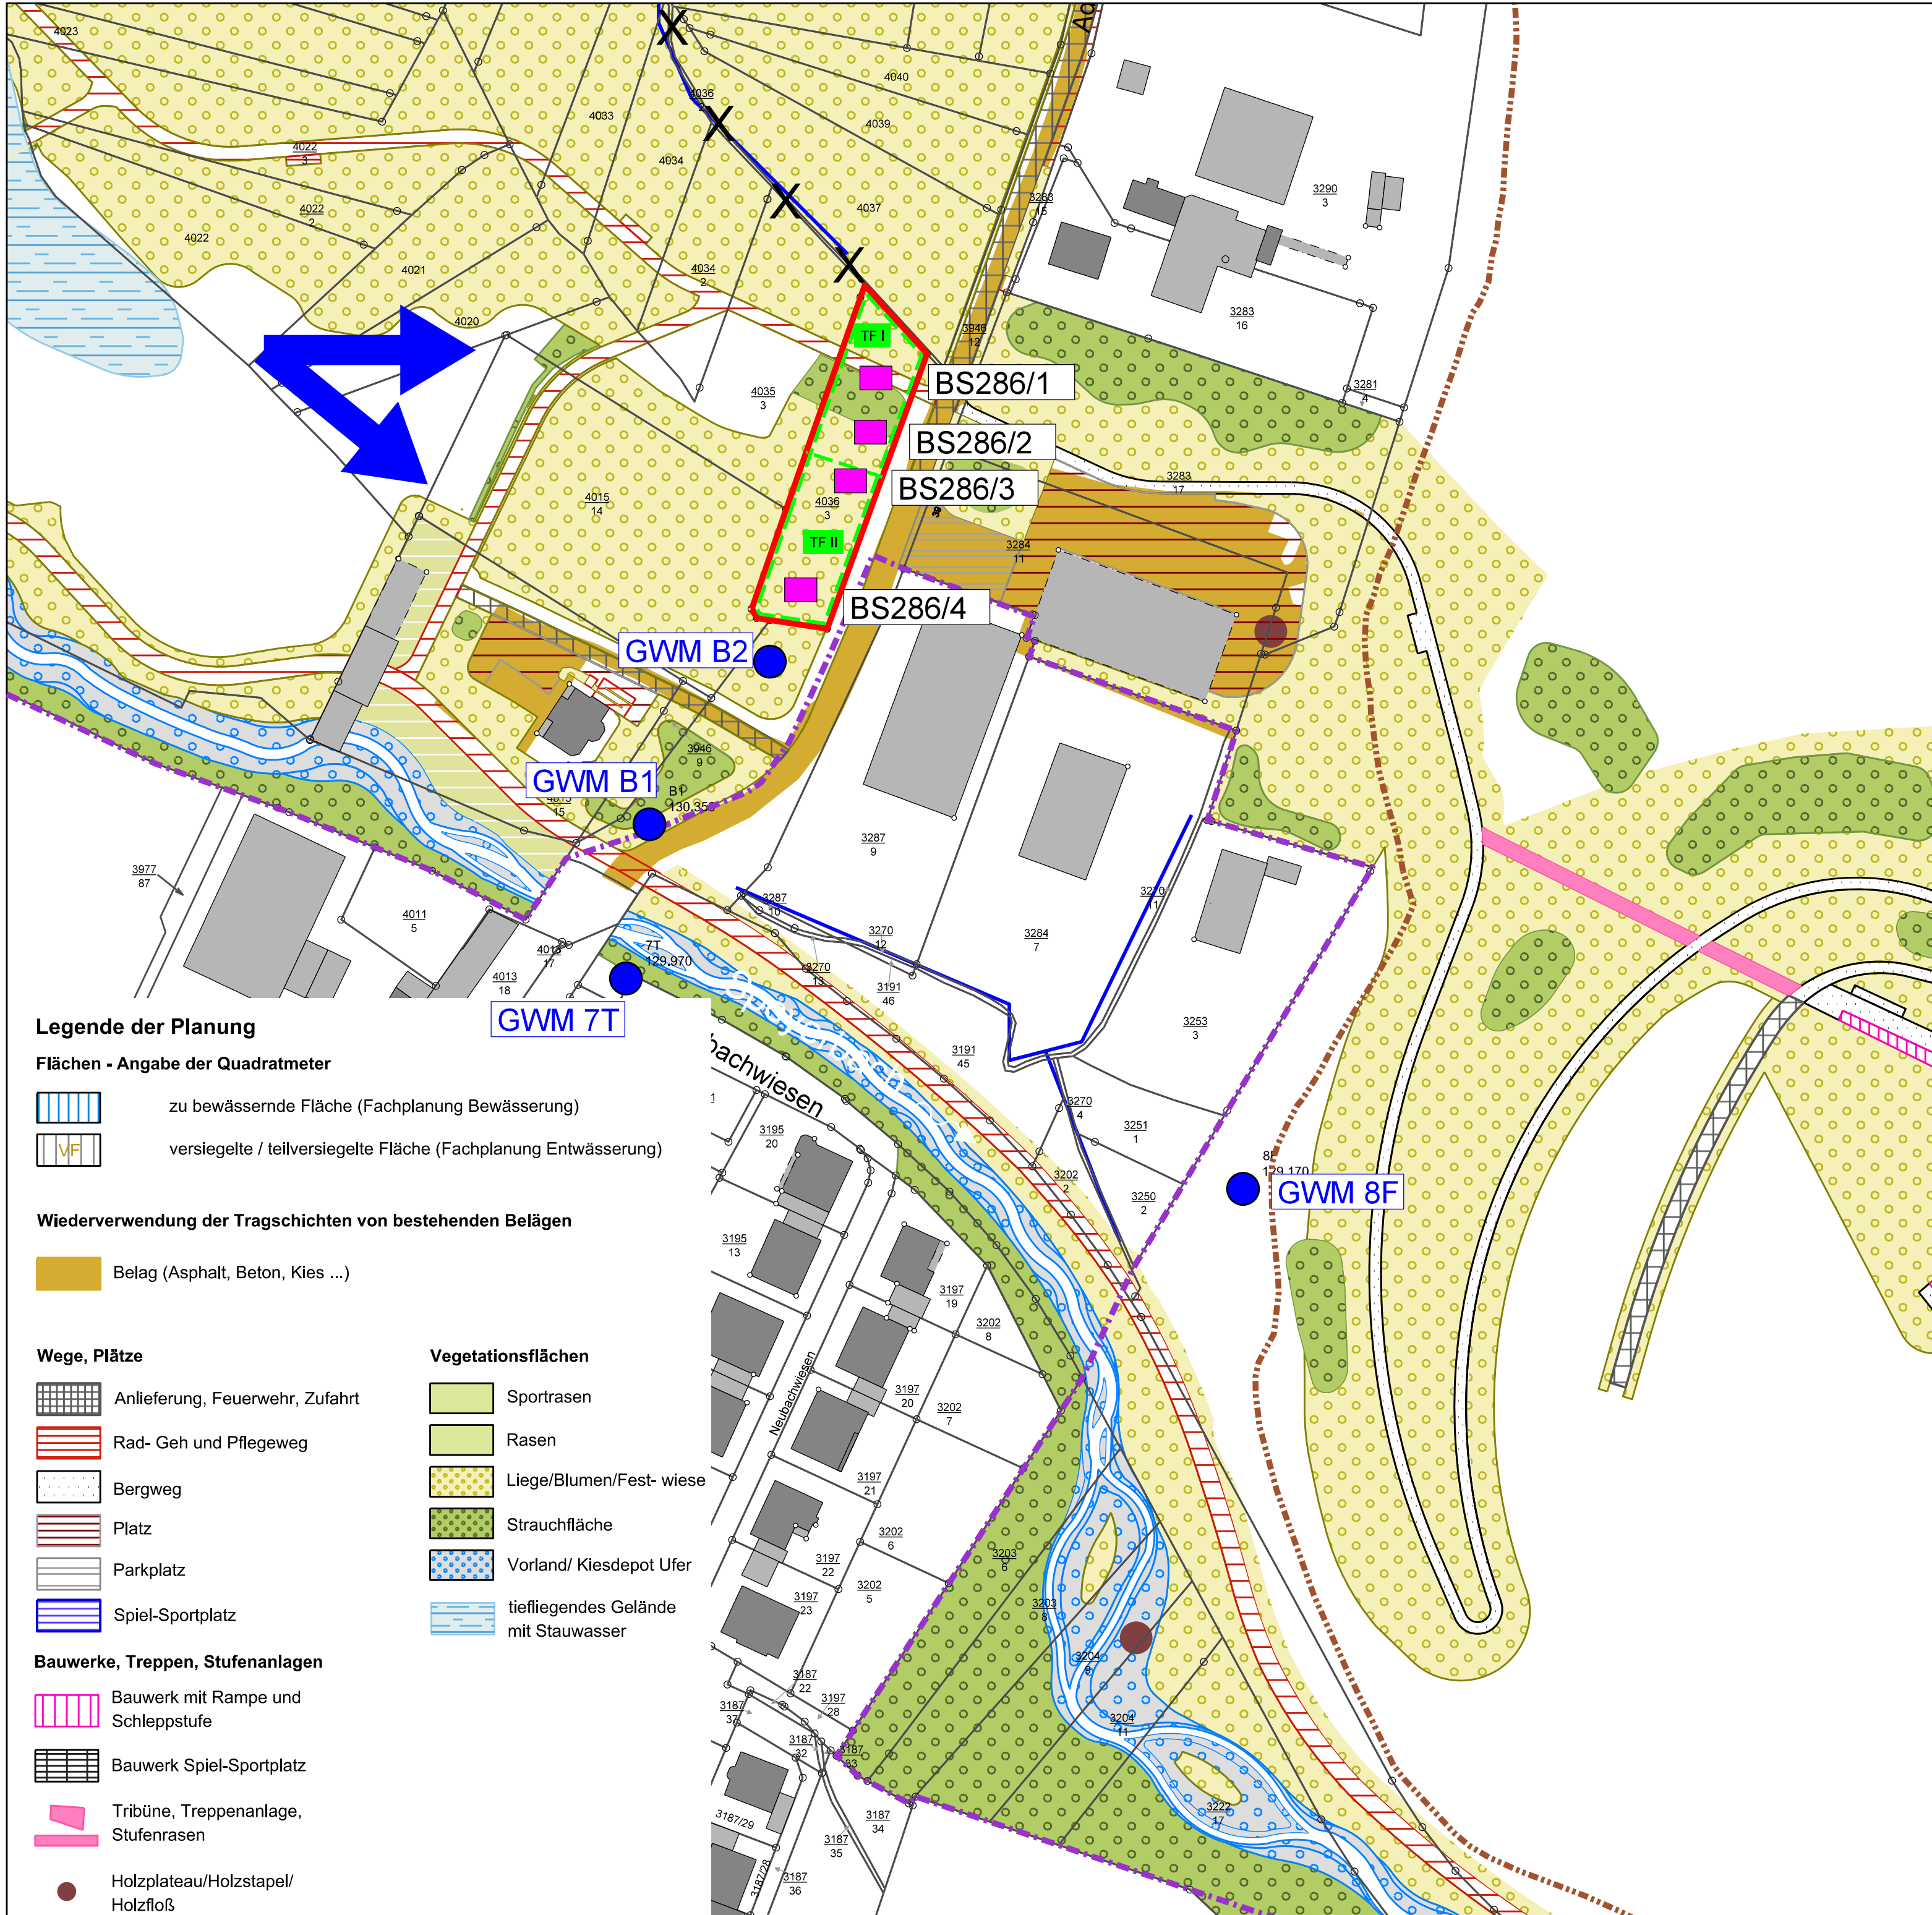 4023
4040
4036
2
4033
4039
4022
3
4034
3290
3
3283
15
4022
2
4037
4022
4021
4034
2
3283
16
4020
TF I
3946
12
BS286/1
3281
4
4035
3
BS286/2
3283
17
BS286/3
4015
14
4036
3
39
TF II
3284
11
BS286/4
GWM B2
3946
9
GWM B1
B1
130,353
15
3287
9
3977
87
3287
10
3270
11
4011
5
3270
12
3284
7
4013
17
7T
129,970
3270
13
4013
18
3191
46
GWM 7T
3253
3
bachwiesen
3191
45
3270
4
3251
1
3195
20
129,170
GWM 8F
3202
2
3250
2
3195
13
3197
19
3202
8
Neubachwiesen
3197
20
3202
7
3197
21
3202
6
3203
6
3197
22
3202
5
3197
23
3203
8
3204
9
3187
22
3187
37
3197
28
3204
11
3187
32
3187
33
3222
17
3187/29
3187
34
3187
35
3187/28
3187
36
Legende der Planung
Flächen - Angabe der Quadratmeter
zu bewässernde Fläche (Fachplanung Bewässerung)
VF
versiegelte / teilversiegelte Fläche (Fachplanung Entwässerung)
Wiederverwendung der Tragschichten von bestehenden Belägen
Belag (Asphalt, Beton, Kies ...)
Wege, Plätze
Anlieferung, Feuerwehr, Zufahrt
Rad- Geh und Pflegeweg
Bergweg
Platz
Parkplatz
Spiel-Sportplatz
Vegetationsflächen
Sportrasen
Rasen
Liege/Blumen/Fest- wiese
Strauchfläche
Vorland/ Kiesdepot Ufer
tiefliegendes Gelände
mit Stauwasser
Bauwerke, Treppen, Stufenanlagen
Bauwerk mit Rampe und
Schleppstufe
Bauwerk Spiel-Sportplatz
Tribüne, Treppenanlage,
Stufenrasen
Holzplateau/Holzstapel/
Holzfloß